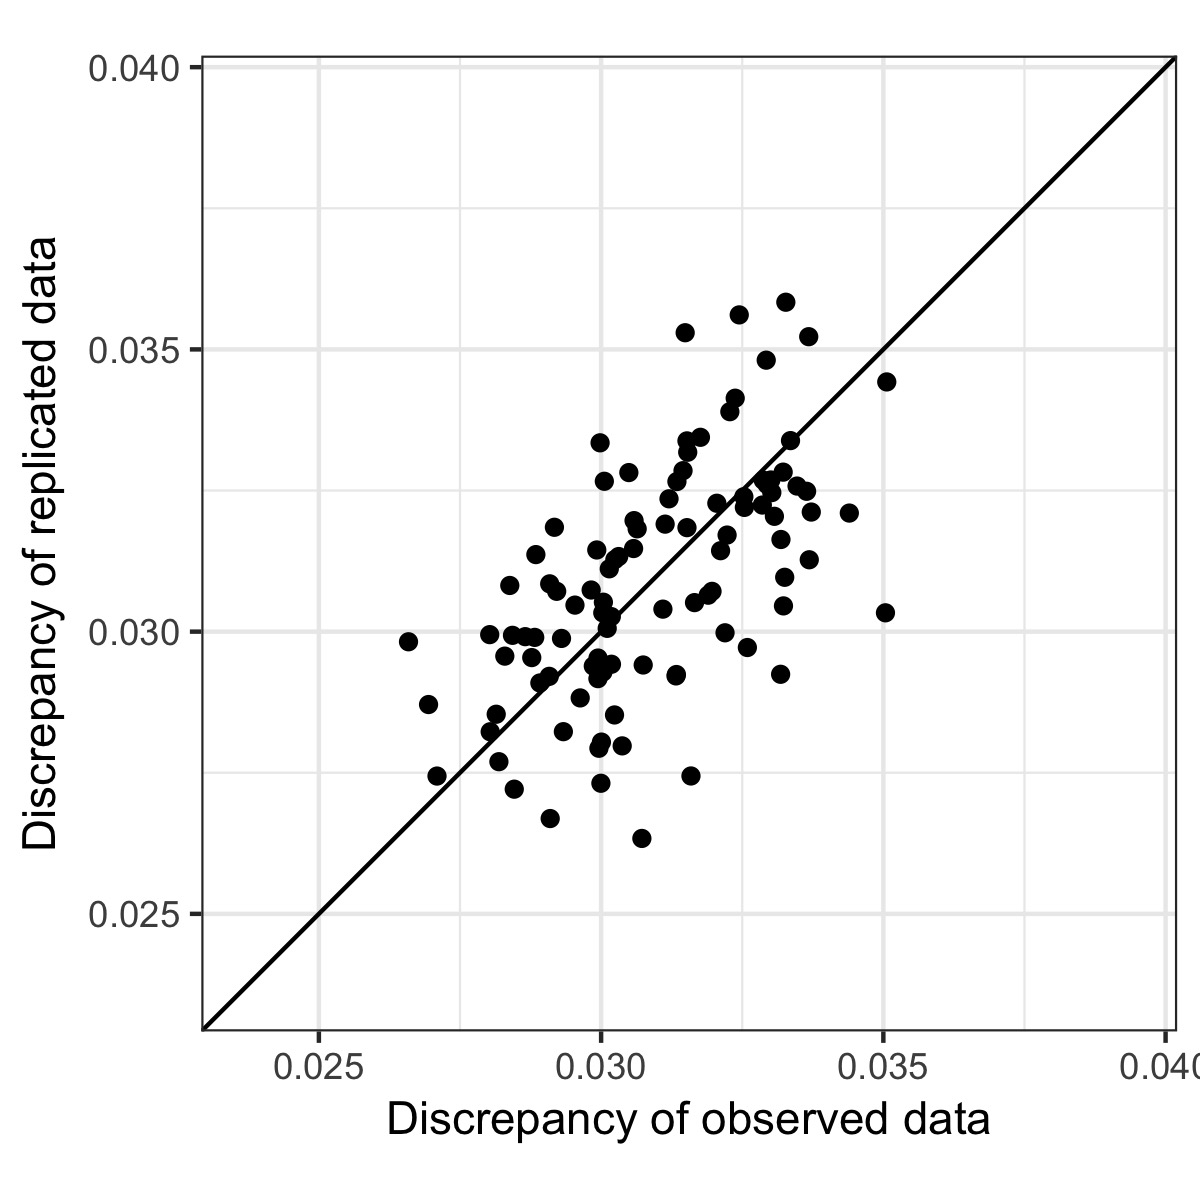 0.040
0.035
0.030
0.025
Discrepancy of replicated data
0.025 0.030 0.035 0.040
Discrepancy of observed data